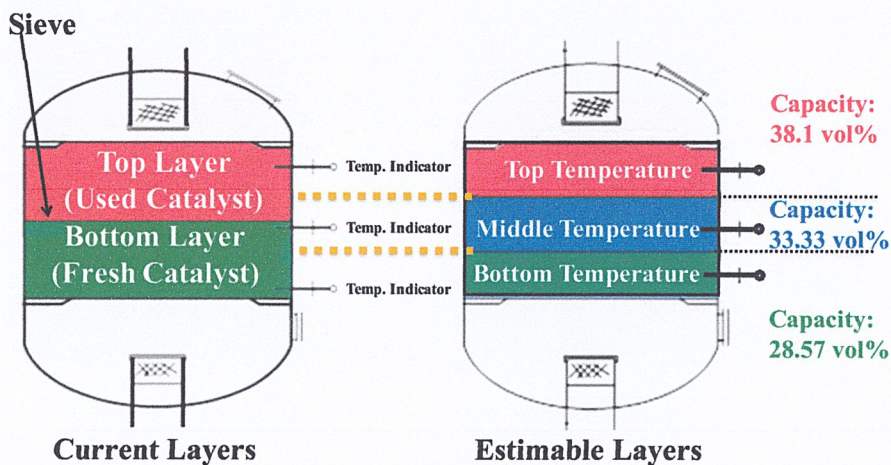 Sieve
Top Layer
(Used Catalyst)
Bottom Layer
(Fresh Catalyst)
Temp. Indicator
Temp. Indicator
Temp. Indicator
Current Layers
Top Temperature
Middle Temperature
Bottom Temperature
Capacity:
38.1 vol%
Capacity:
33.33 vol%
Capacity:
28.57 vol%
Estimable Layers